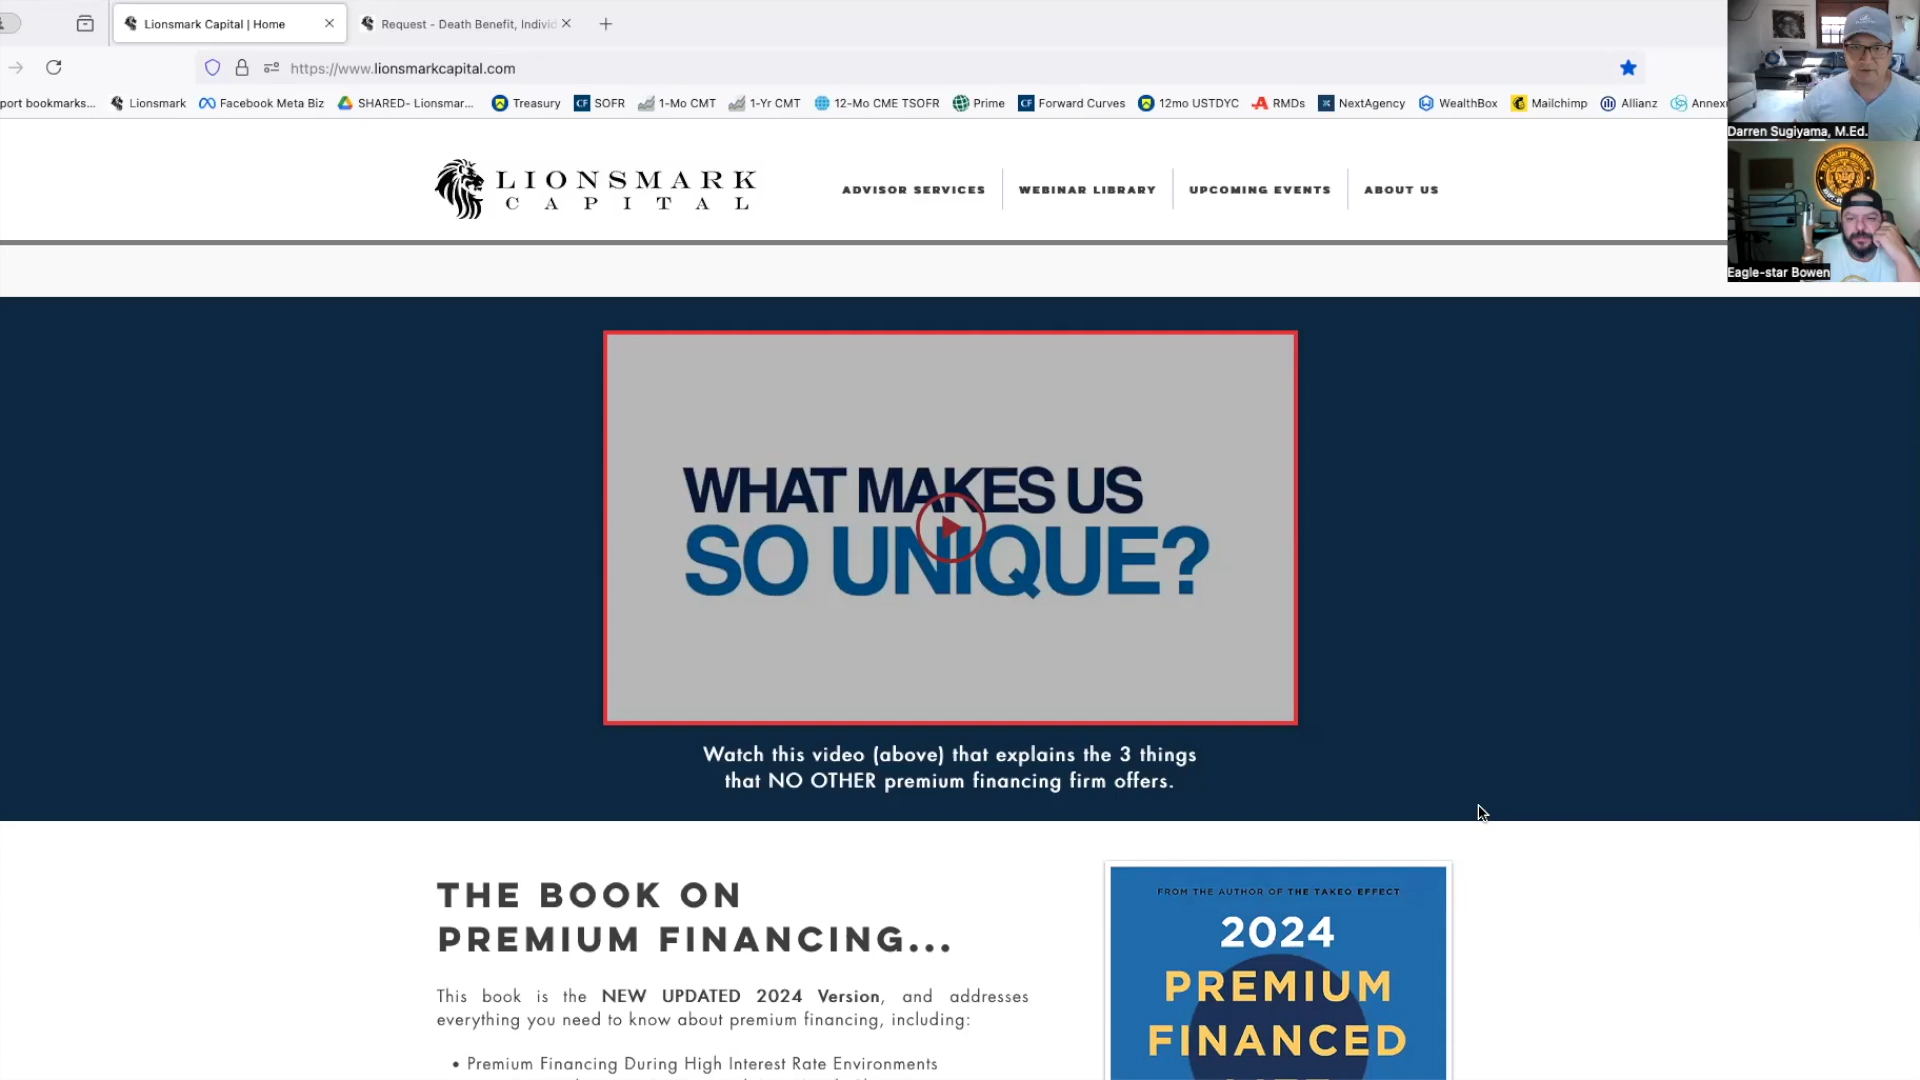 Lionsmark Capital | Home
Request - Death Benefit, Indivi
https://www.lionsmarkcapital.com
port bookmarks...
Lionsmark
Facebook Meta Biz
SHARED- Lionsmar...
Treasury
SOFR
1-Mo CMT
1-Yr CMT
12-Mo CME TSOFR
Prime
Forward Curves
12mo USTDYC
RMDs
NextAgency
WealthBox
Mailchimp
Allianz
Annex
Darren Sugiyama, M.Ed.
Eagle-star Bowen
LIONSMARK
CAPITAL
ADVISOR SERVICES
WEBINAR LIBRARY
UPCOMING EVENTS
ABOUT US
WHAT MAKES US
SO UNIQUE?
Watch this video (above) that explains the 3 things
that NO OTHER premium financing firm offers.
THE BOOK ON
PREMIUM FINANCING...
This book is the NEW UPDATED 2024 Version, and addresses
everything you need to know about premium financing, including:
• Premium Financing During High Interest Rate Environments
FROM THE AUTHOR OF THE TAKEO EFFECT
2024
PREMIUM
FINANCED